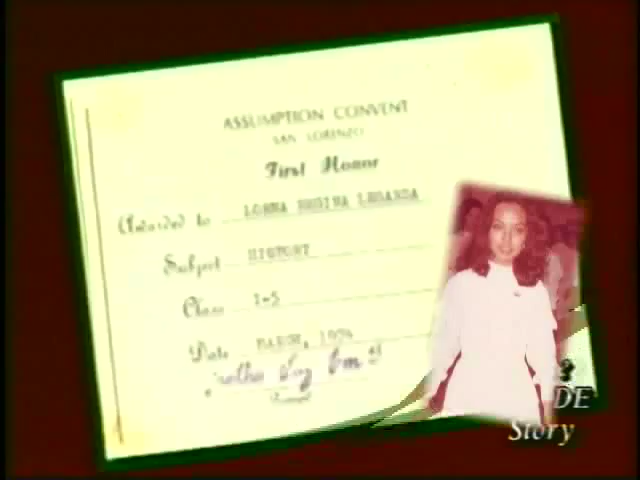 ASSUMPTION CONVENT
SAN LORENZO
First Honor
Awarded to LORNA REGINA LEGARDA
Subject HISTORY
Class I-5
Date MARCH, 1974
DE
Story